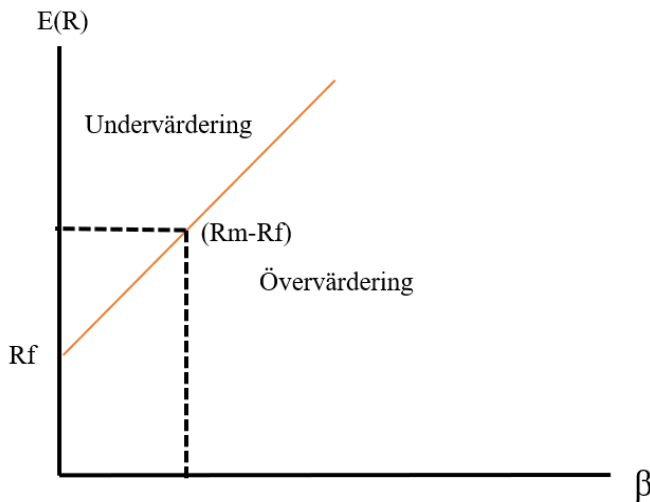 E(R)
Undervärdering
(Rm-Rf)
Övervärdering
Rf
β